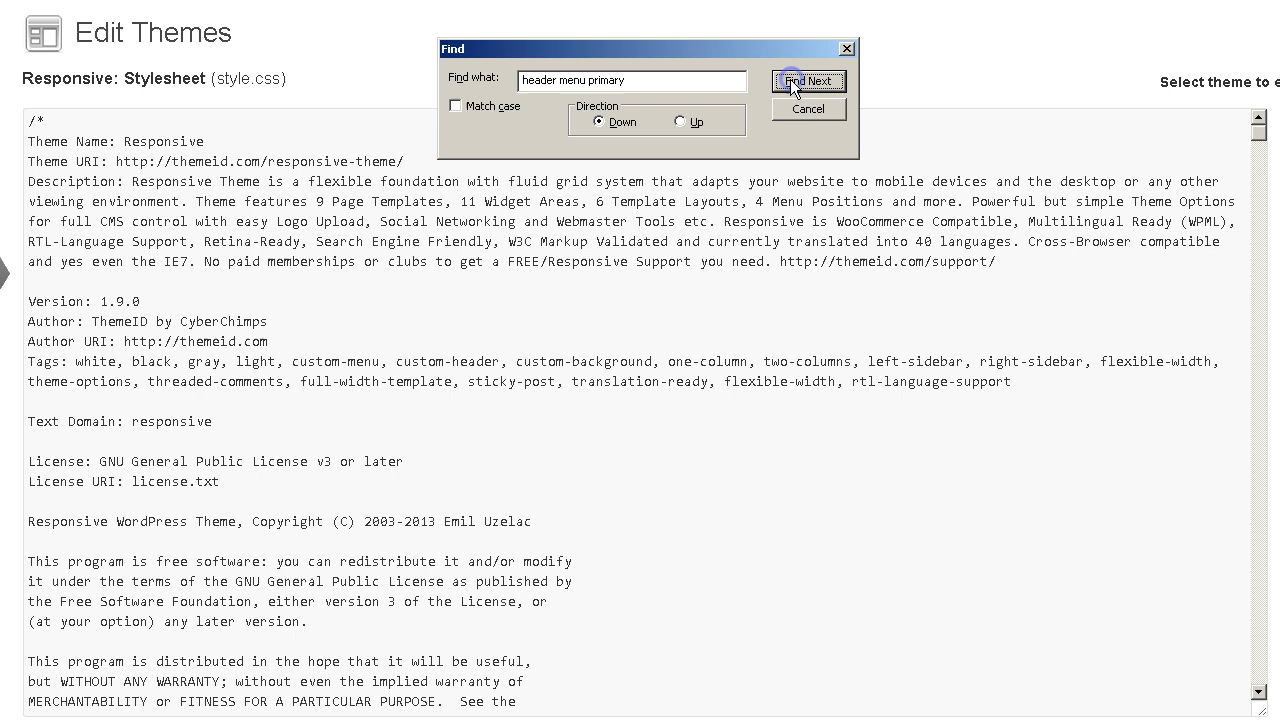 Edit Themes
Find
Find what:
header menu primary
Find Next
Match case
Direction
Down
Up
Cancel
Responsive: Stylesheet (style.css)
Select theme to e
/*
Theme Name: Responsive
Theme URI: http://themeid.com/responsive-theme/
Description: Responsive Theme is a flexible foundation with fluid grid system that adapts your website to mobile devices and the desktop or any other
viewing environment. Theme features 9 Page Templates, 11 Widget Areas, 6 Template Layouts, 4 Menu Positions and more. Powerful but simple Theme Options
for full CMS control with easy Logo Upload, Social Networking and Webmaster Tools etc. Responsive is WooCommerce Compatible, Multilingual Ready (WPML),
RTL-Language Support, Retina-Ready, Search Engine Friendly, W3C Markup Validated and currently translated into 40 languages. Cross-Browser compatible
and yes even the IE7. No paid memberships or clubs to get a FREE/Responsive Support you need. http://themeid.com/support/
Version: 1.9.0
Author: ThemeID by CyberChimps
Author URI: http://themeid.com
Tags: white, black, gray, light, custom-menu, custom-header, custom-background, one-column, two-columns, left-sidebar, right-sidebar, flexible-width,
theme-options, threaded-comments, full-width-template, sticky-post, translation-ready, flexible-width, rtl-language-support
Text Domain: responsive
License: GNU General Public License v3 or later
License URI: license.txt
Responsive WordPress Theme, Copyright (C) 2003-2013 Emil Uzelac
This program is free software: you can redistribute it and/or modify
it under the terms of the GNU General Public License as published by
the Free Software Foundation, either version 3 of the License, or
(at your option) any later version.
This program is distributed in the hope that it will be useful,
but WITHOUT ANY WARRANTY; without even the implied warranty of
MERCHANTABILITY or FITNESS FOR A PARTICULAR PURPOSE.  See the